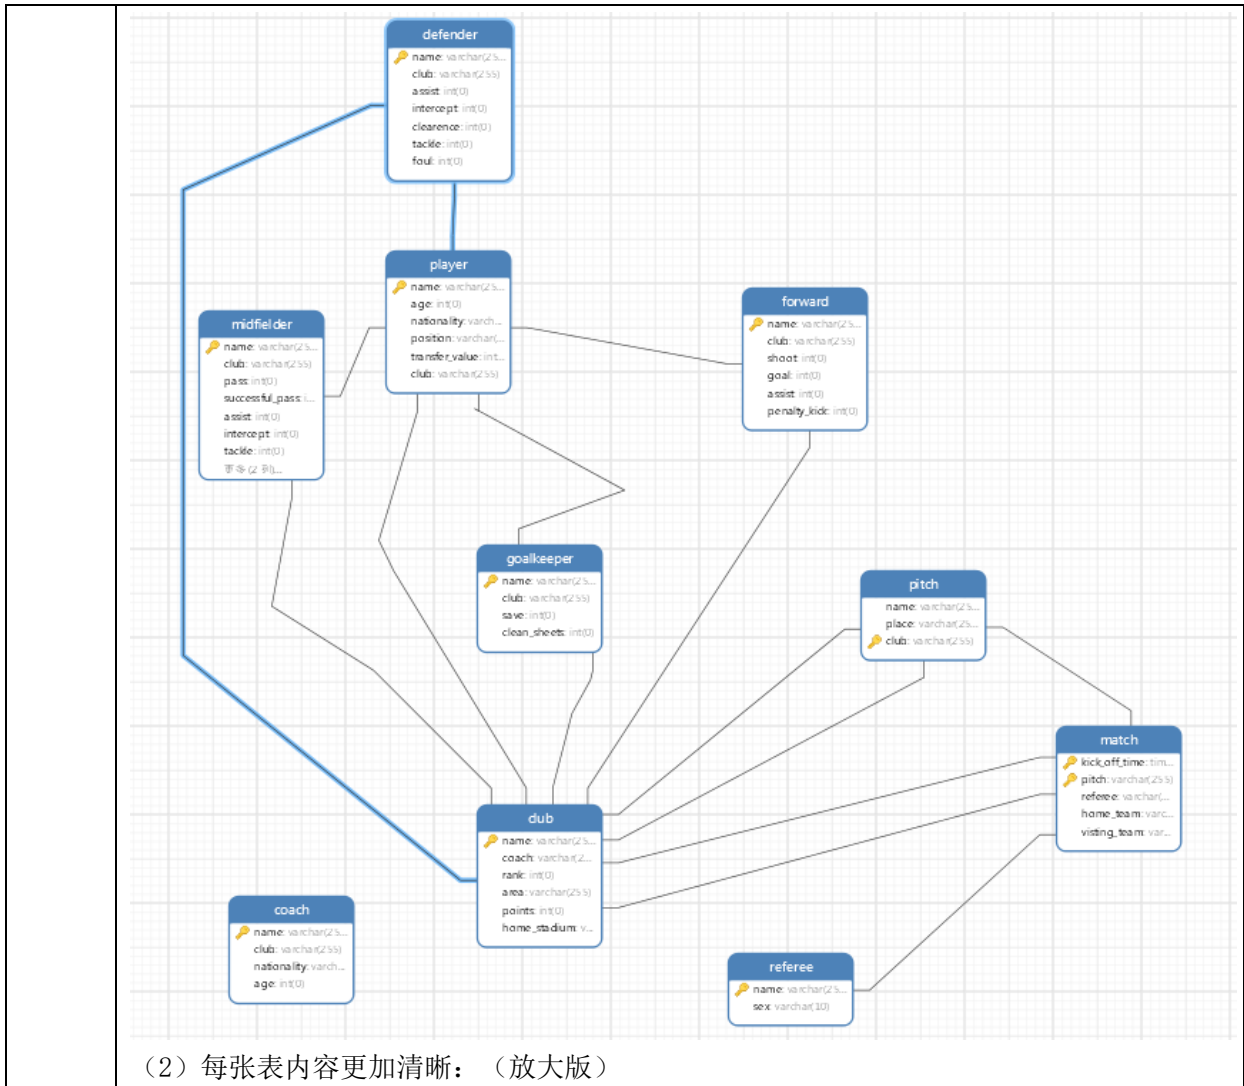 defender
name: varchar(25...
club: varchar(255)
assist: int(0)
intercept: int(0)
clearence: int(0)
tackle: int(0)
foul: int(0)
player
name: varchar(25...
age: int(0)
nationality: varch...
position: varchar(...
transfer_value: int...
club: varchar(255)
midfielder
name: varchar(25...
club: varchar(255)
pass: int(0)
successful_pass: i...
assist: int(0)
intercept: int(0)
tackle: int(0)
更多(2 列)...
forward
name: varchar(25...
club: varchar(255)
shoot: int(0)
goal: int(0)
assist: int(0)
penalty_kick: int(0)
goalkeeper
name: varchar(25...
club: varchar(255)
save: int(0)
clean_sheets: int(0)
pitch
name: varchar(25...
place: varchar(25...
club: varchar(255)
match
kick_off_time: tim...
pitch: varchar(255)
referee: varchar(...
home_team: varc...
visting_team: var...
club
name: varchar(25...
coach: varchar(2...
rank: int(0)
area: varchar(255)
points: int(0)
home_stadium: v...
coach
name: varchar(25...
club: varchar(255)
nationality: varch...
age: int(0)
referee
name: varchar(25...
sex: varchar(10)
（2）每张表内容更加清晰：（放大版）